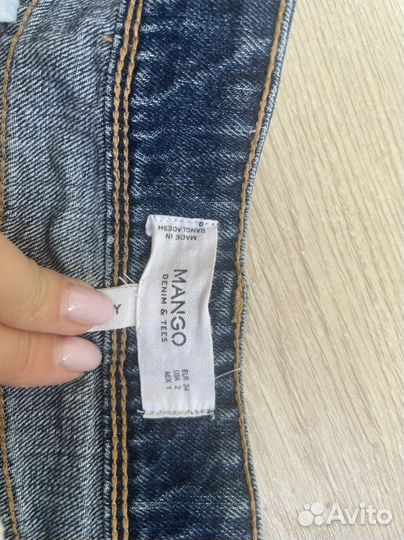 MANGO
DENIM & TEES
EUR 34
USA 2
MEX 1
MADE IN
BANGLADESH
Y
Avito